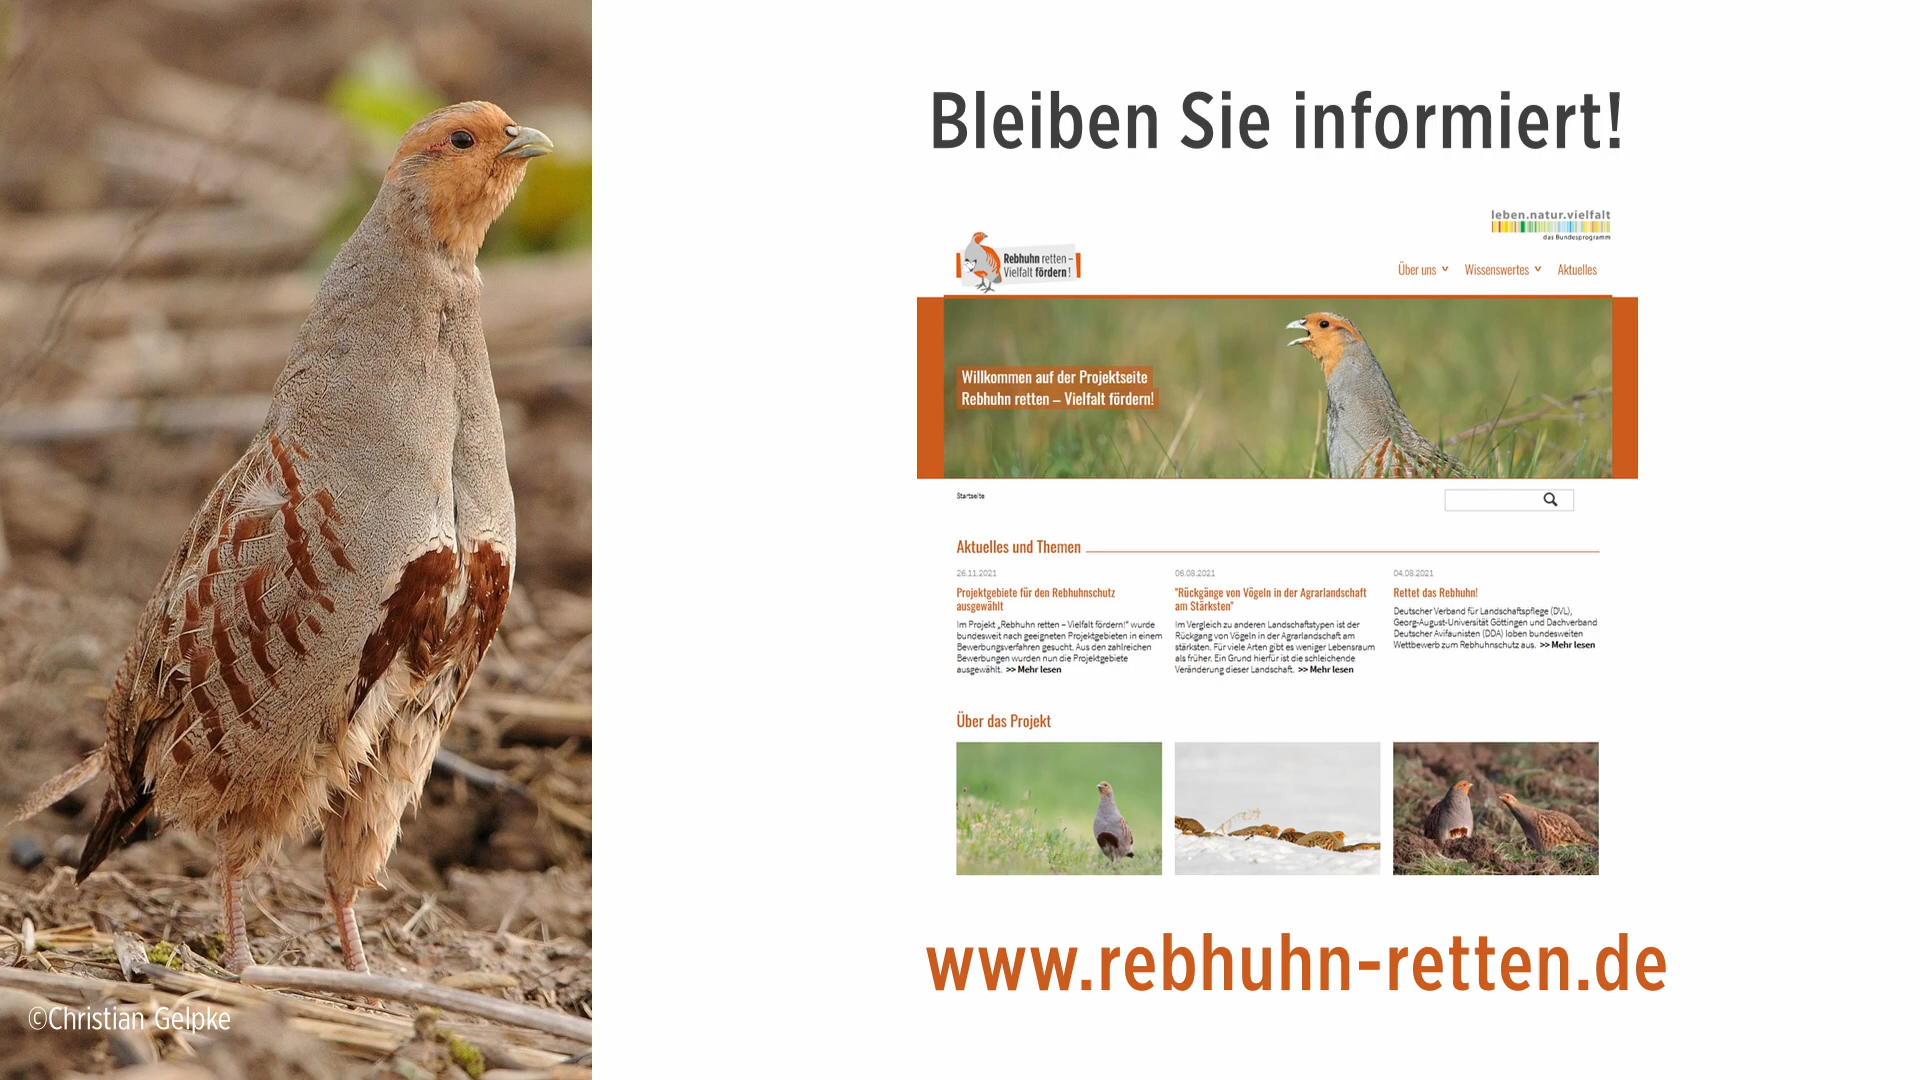 Bleiben Sie informiert!
leben.natur.vielfalt
das Bundesprogramm
Rebhuhn retten –
Vielfalt fördern!
Über uns
Wissenswertes
Aktuelles
Willkommen auf der Projektseite
Rebhuhn retten – Vielfalt fördern!
Startseite
Aktuelles und Themen
26.11.2021
Projektgebiete für den Rebhuhnschutz
ausgewählt
Im Projekt „Rebhuhn retten – Vielfalt fördern!“ wurde
bundesweit nach geeigneten Projektgebieten in einem
Bewerbungsverfahren gesucht. Aus den zahlreichen
Bewerbungen wurden nun die Projektgebiete
ausgewählt. >> Mehr lesen
06.08.2021
"Rückgänge von Vögeln in der Agrarlandschaft
am Stärksten"
Im Vergleich zu anderen Landschaftstypen ist der
Rückgang von Vögeln in der Agrarlandschaft am
stärksten. Für viele Arten gibt es weniger Lebensraum
als früher. Ein Grund hierfür ist die schleichende
Veränderung dieser Landschaft. >> Mehr lesen
04.08.2021
Rettet das Rebhuhn!
Deutscher Verband für Landschaftspflege (DVL),
Georg-August-Universität Göttingen und Dachverband
Deutscher Avifaunisten (DDA) loben bundesweiten
Wettbewerb zum Rebhuhnschutz aus. >> Mehr lesen
Über das Projekt
www.rebhuhn-retten.de
©Christian Gelpke